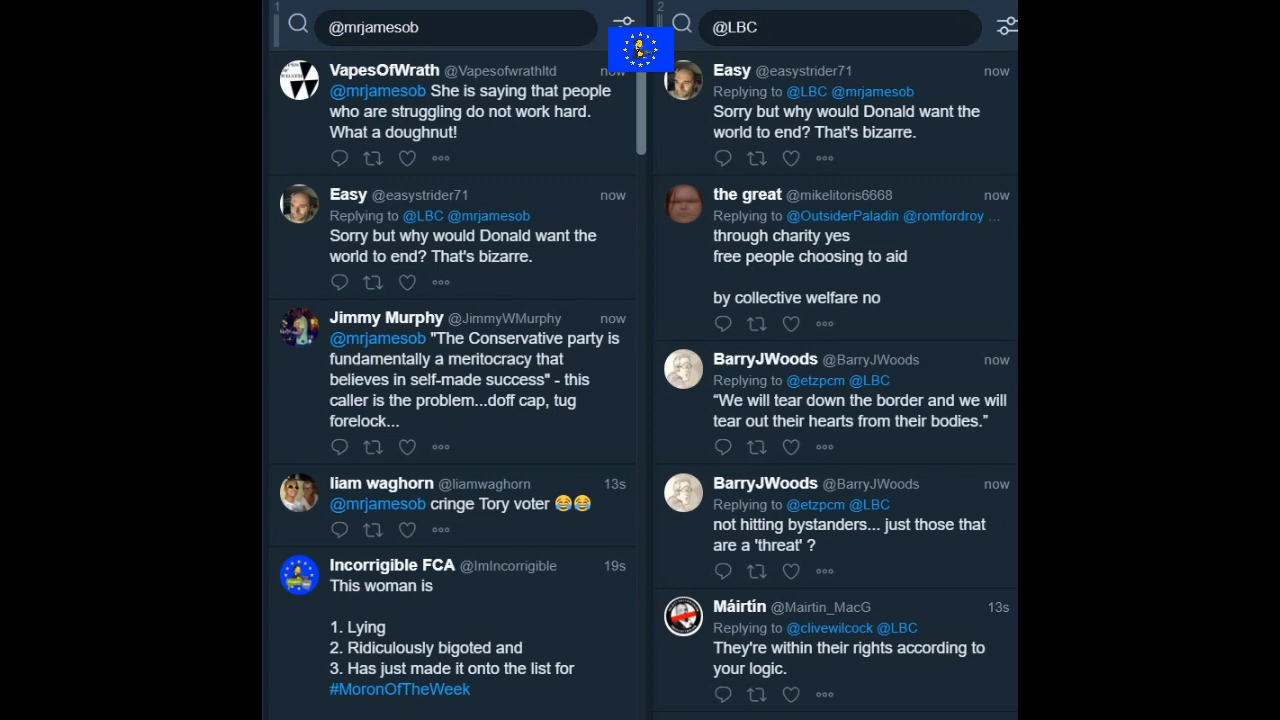 1
@mrjamesob
VapesOfWrath @Vapesofwrathltd now
@mrjamesob She is saying that people
who are struggling do not work hard.
What a doughnut!
Easy @easystrider71 now
Replying to @LBC @mrjamesob
Sorry but why would Donald want the
world to end? That's bizarre.
Jimmy Murphy @JimmyWMurphy now
@mrjamesob "The Conservative party is
fundamentally a meritocracy that
believes in self-made success" - this
caller is the problem...doff cap, tug
forelock...
liam waghorn @liamwaghorn 13s
@mrjamesob cringe Tory voter 😂😂
Incorrigible FCA @ImIncorrigible 19s
This woman is
1. Lying
2. Ridiculously bigoted and
3. Has just made it onto the list for
#MoronOfTheWeek
2
@LBC
Easy @easystrider71 now
Replying to @LBC @mrjamesob
Sorry but why would Donald want the
world to end? That's bizarre.
the great @mikelitoris6668 now
Replying to @OutsiderPaladin @romfordroy ...
through charity yes
free people choosing to aid
by collective welfare no
BarryJWoods @BarryJWoods now
Replying to @etzpcm @LBC
“We will tear down the border and we will
tear out their hearts from their bodies.”
BarryJWoods @BarryJWoods now
Replying to @etzpcm @LBC
not hitting bystanders... just those that
are a 'threat' ?
Máirtín @Mairtin_MacG 13s
Replying to @clivewilcock @LBC
They're within their rights according to
your logic.